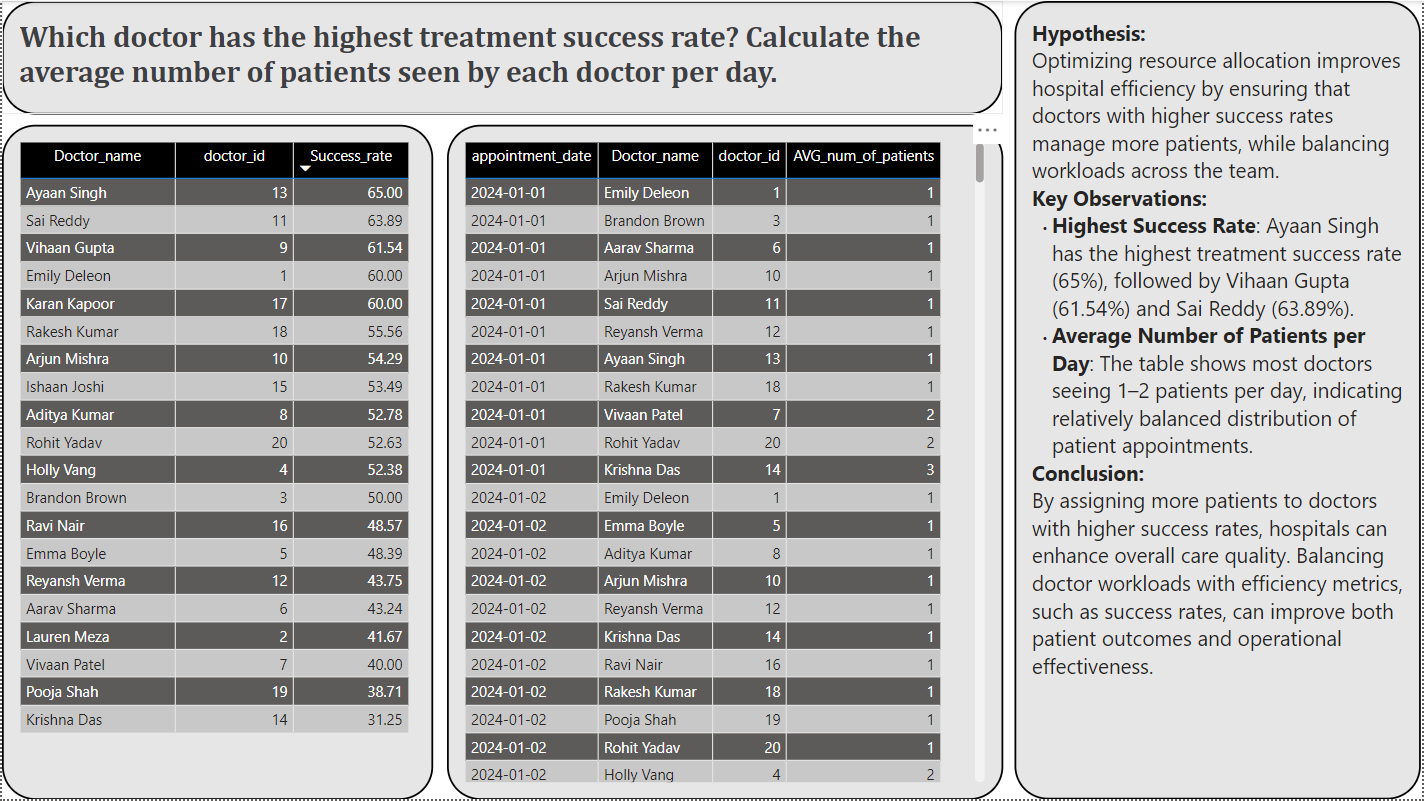 Which doctor has the highest treatment success rate? Calculate the
average number of patients seen by each doctor per day.
Doctor_name doctor_id Success_rate
Ayaan Singh 13 65.00
Sai Reddy 11 63.89
Vihaan Gupta 9 61.54
Emily Deleon 1 60.00
Karan Kapoor 17 60.00
Rakesh Kumar 18 55.56
Arjun Mishra 10 54.29
Ishaan Joshi 15 53.49
Aditya Kumar 8 52.78
Rohit Yadav 20 52.63
Holly Vang 4 52.38
Brandon Brown 3 50.00
Ravi Nair 16 48.57
Emma Boyle 5 48.39
Reyansh Verma 12 43.75
Aarav Sharma 6 43.24
Lauren Meza 2 41.67
Vivaan Patel 7 40.00
Pooja Shah 19 38.71
Krishna Das 14 31.25
appointment_date Doctor_name doctor_id AVG_num_of_patients
2024-01-01 Emily Deleon 1 1
2024-01-01 Brandon Brown 3 1
2024-01-01 Aarav Sharma 6 1
2024-01-01 Arjun Mishra 10 1
2024-01-01 Sai Reddy 11 1
2024-01-01 Reyansh Verma 12 1
2024-01-01 Ayaan Singh 13 1
2024-01-01 Rakesh Kumar 18 1
2024-01-01 Vivaan Patel 7 2
2024-01-01 Rohit Yadav 20 2
2024-01-01 Krishna Das 14 3
2024-01-02 Emily Deleon 1 1
2024-01-02 Emma Boyle 5 1
2024-01-02 Aditya Kumar 8 1
2024-01-02 Arjun Mishra 10 1
2024-01-02 Reyansh Verma 12 1
2024-01-02 Krishna Das 14 1
2024-01-02 Ravi Nair 16 1
2024-01-02 Rakesh Kumar 18 1
2024-01-02 Pooja Shah 19 1
2024-01-02 Rohit Yadav 20 1
2024-01-02 Holly Vang 4 2
Hypothesis:
Optimizing resource allocation improves
hospital efficiency by ensuring that
doctors with higher success rates
manage more patients, while balancing
workloads across the team.
Key Observations:
· Highest Success Rate: Ayaan Singh
has the highest treatment success rate
(65%), followed by Vihaan Gupta
(61.54%) and Sai Reddy (63.89%).
· Average Number of Patients per
Day: The table shows most doctors
seeing 1–2 patients per day, indicating
relatively balanced distribution of
patient appointments.
Conclusion:
By assigning more patients to doctors
with higher success rates, hospitals can
enhance overall care quality. Balancing
doctor workloads with efficiency metrics,
such as success rates, can improve both
patient outcomes and operational
effectiveness.